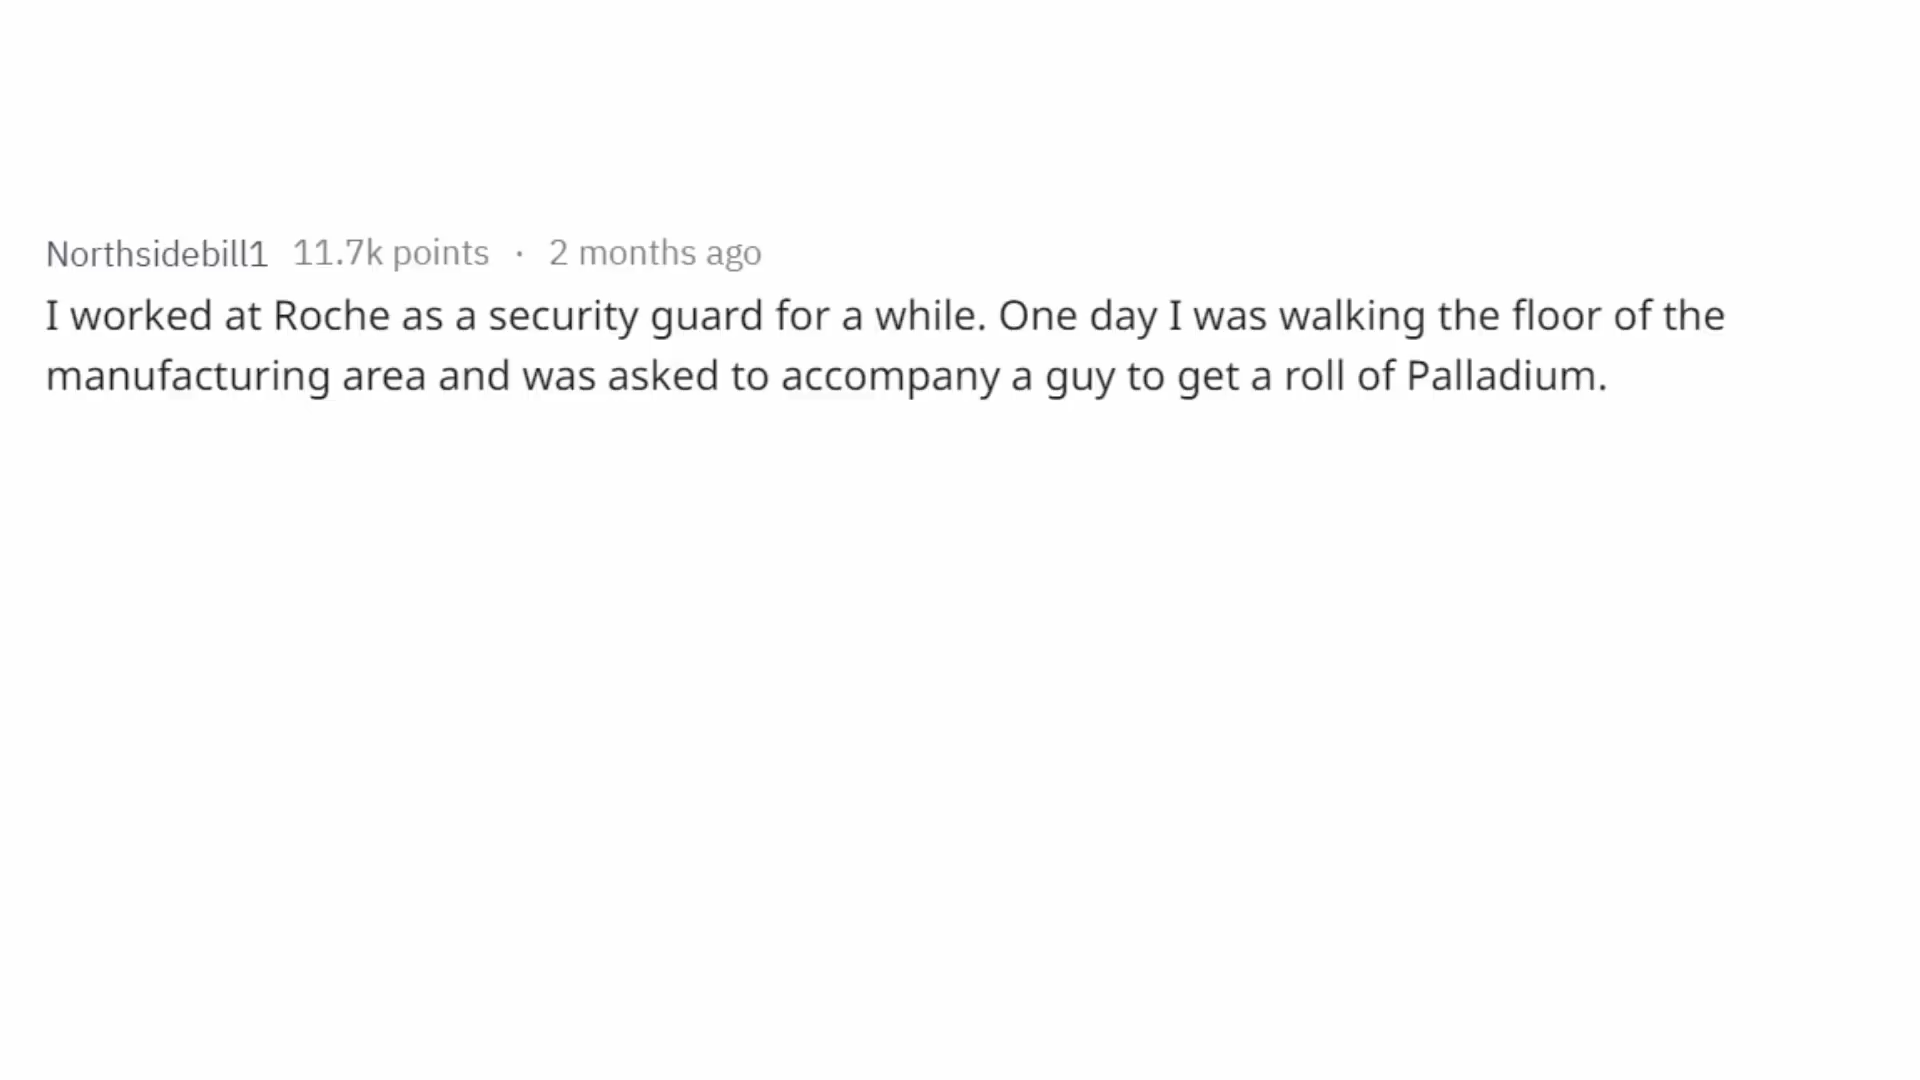 Northsidebill1 11.7k points · 2 months ago
I worked at Roche as a security guard for a while. One day I was walking the floor of the
manufacturing area and was asked to accompany a guy to get a roll of Palladium.